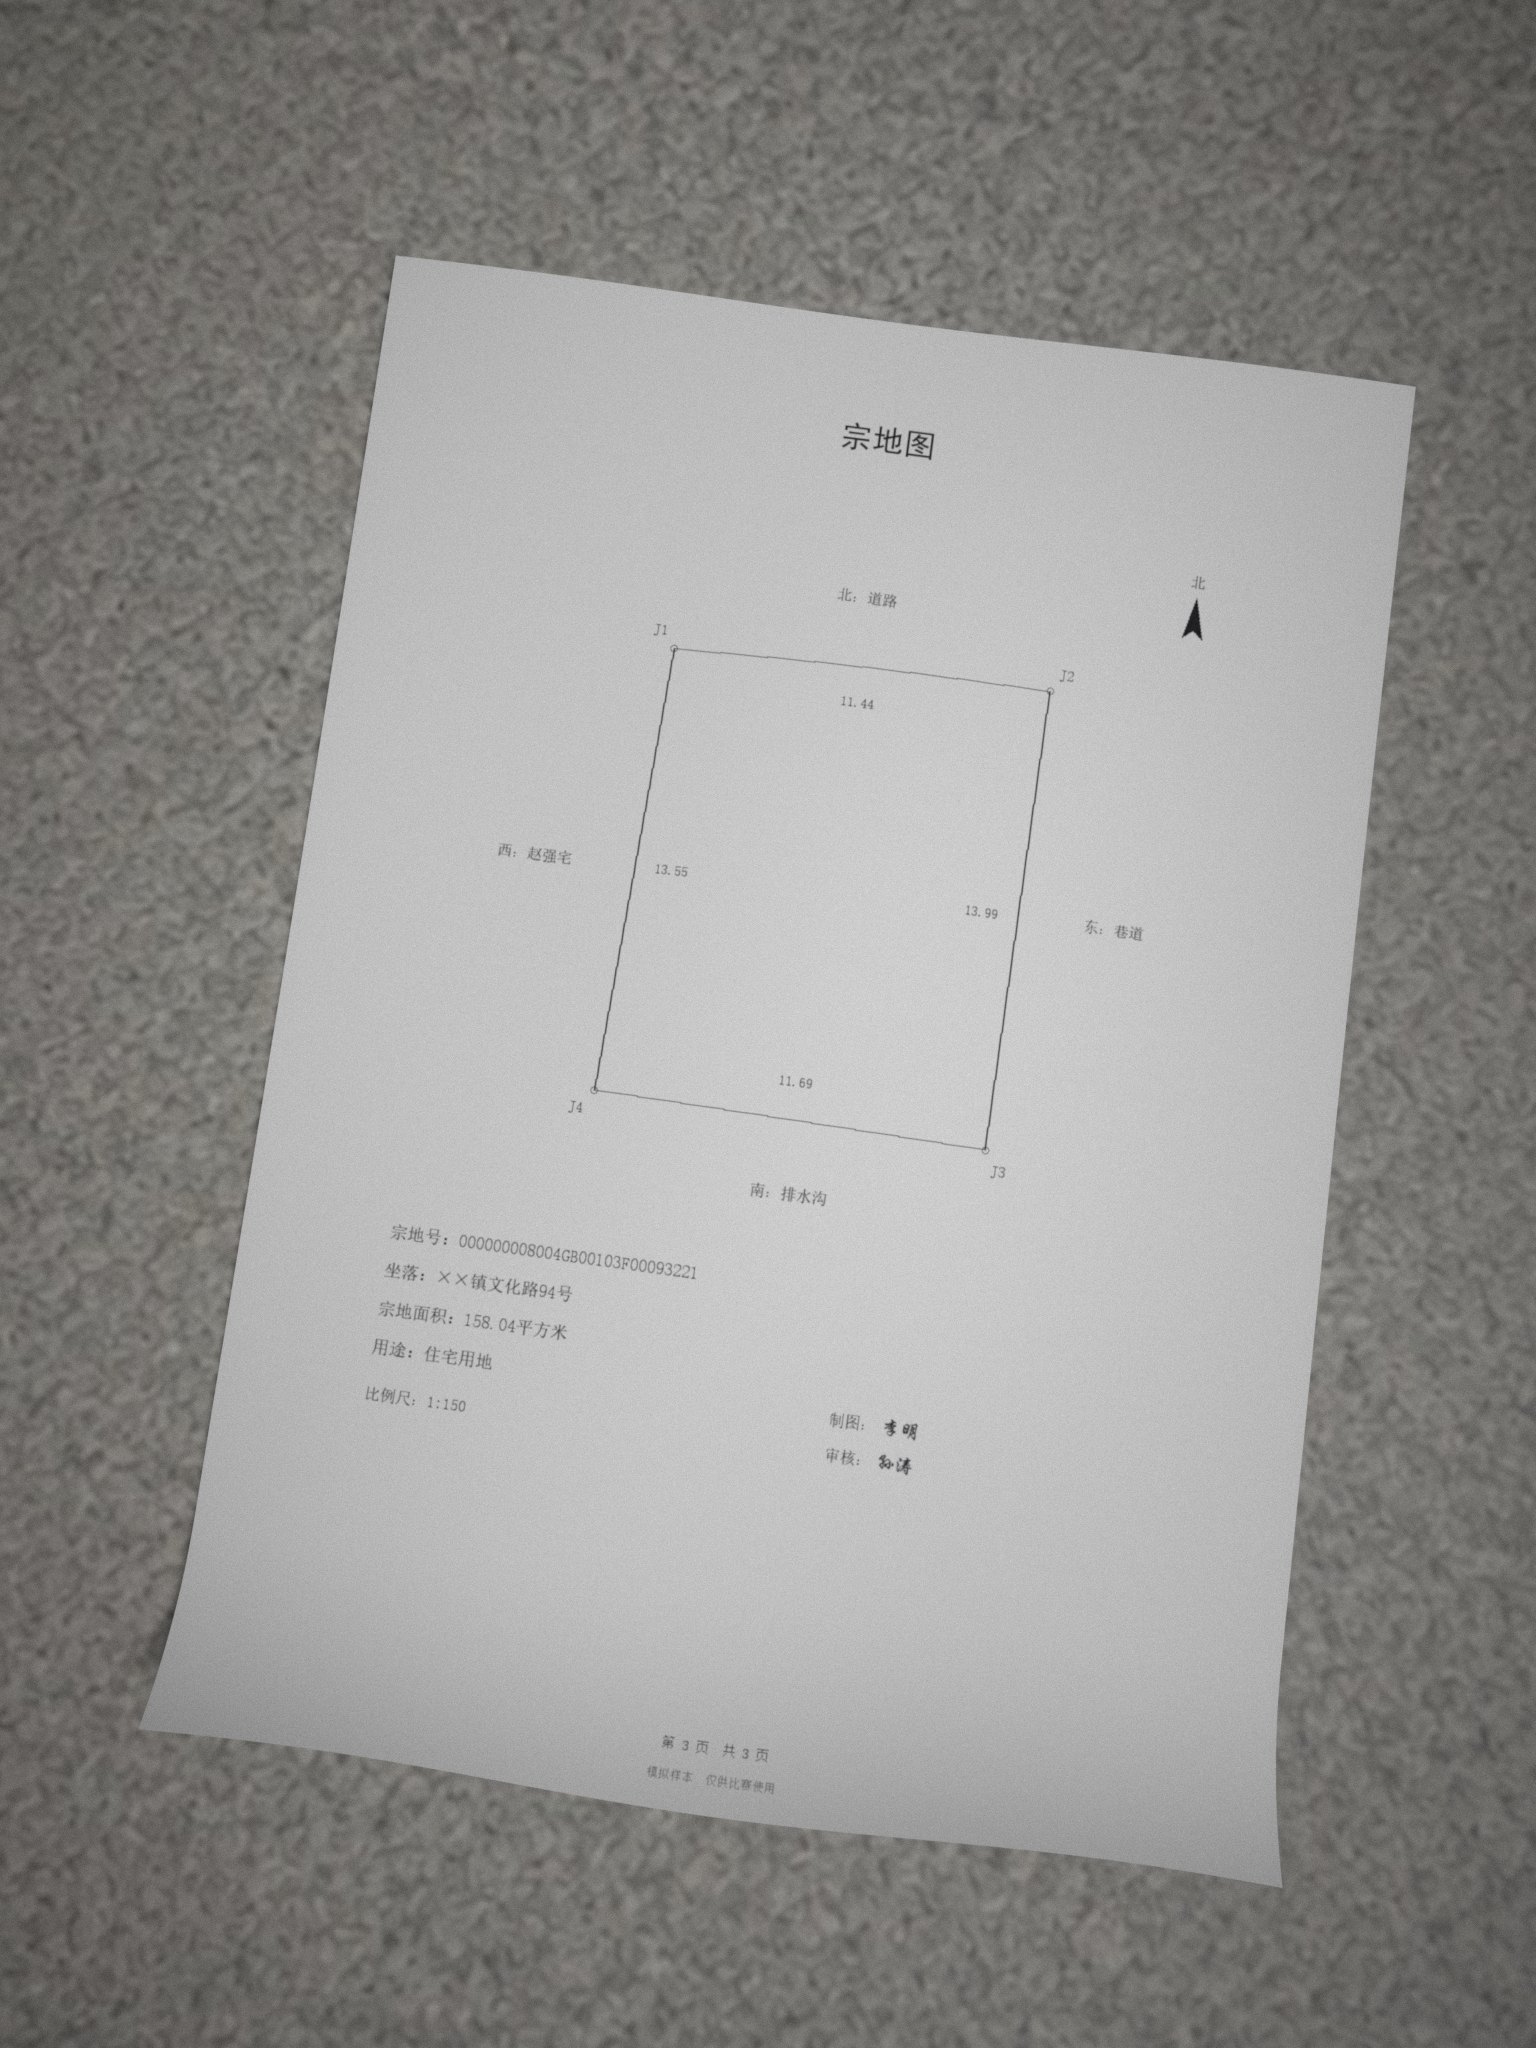 宗地图
北
北：道路
J1
J2
11.44
西：赵强宅
13.55
13.99
东：巷道
11.69
J4
J3
南：排水沟
宗地号：000000008004GB00103F00093221
坐落：××镇文化路94号
宗地面积：158.04平方米
用途：住宅用地
比例尺：1:150
制图：李明
审核：孙涛
第 3 页 共 3 页
模拟样本 仅供比赛使用